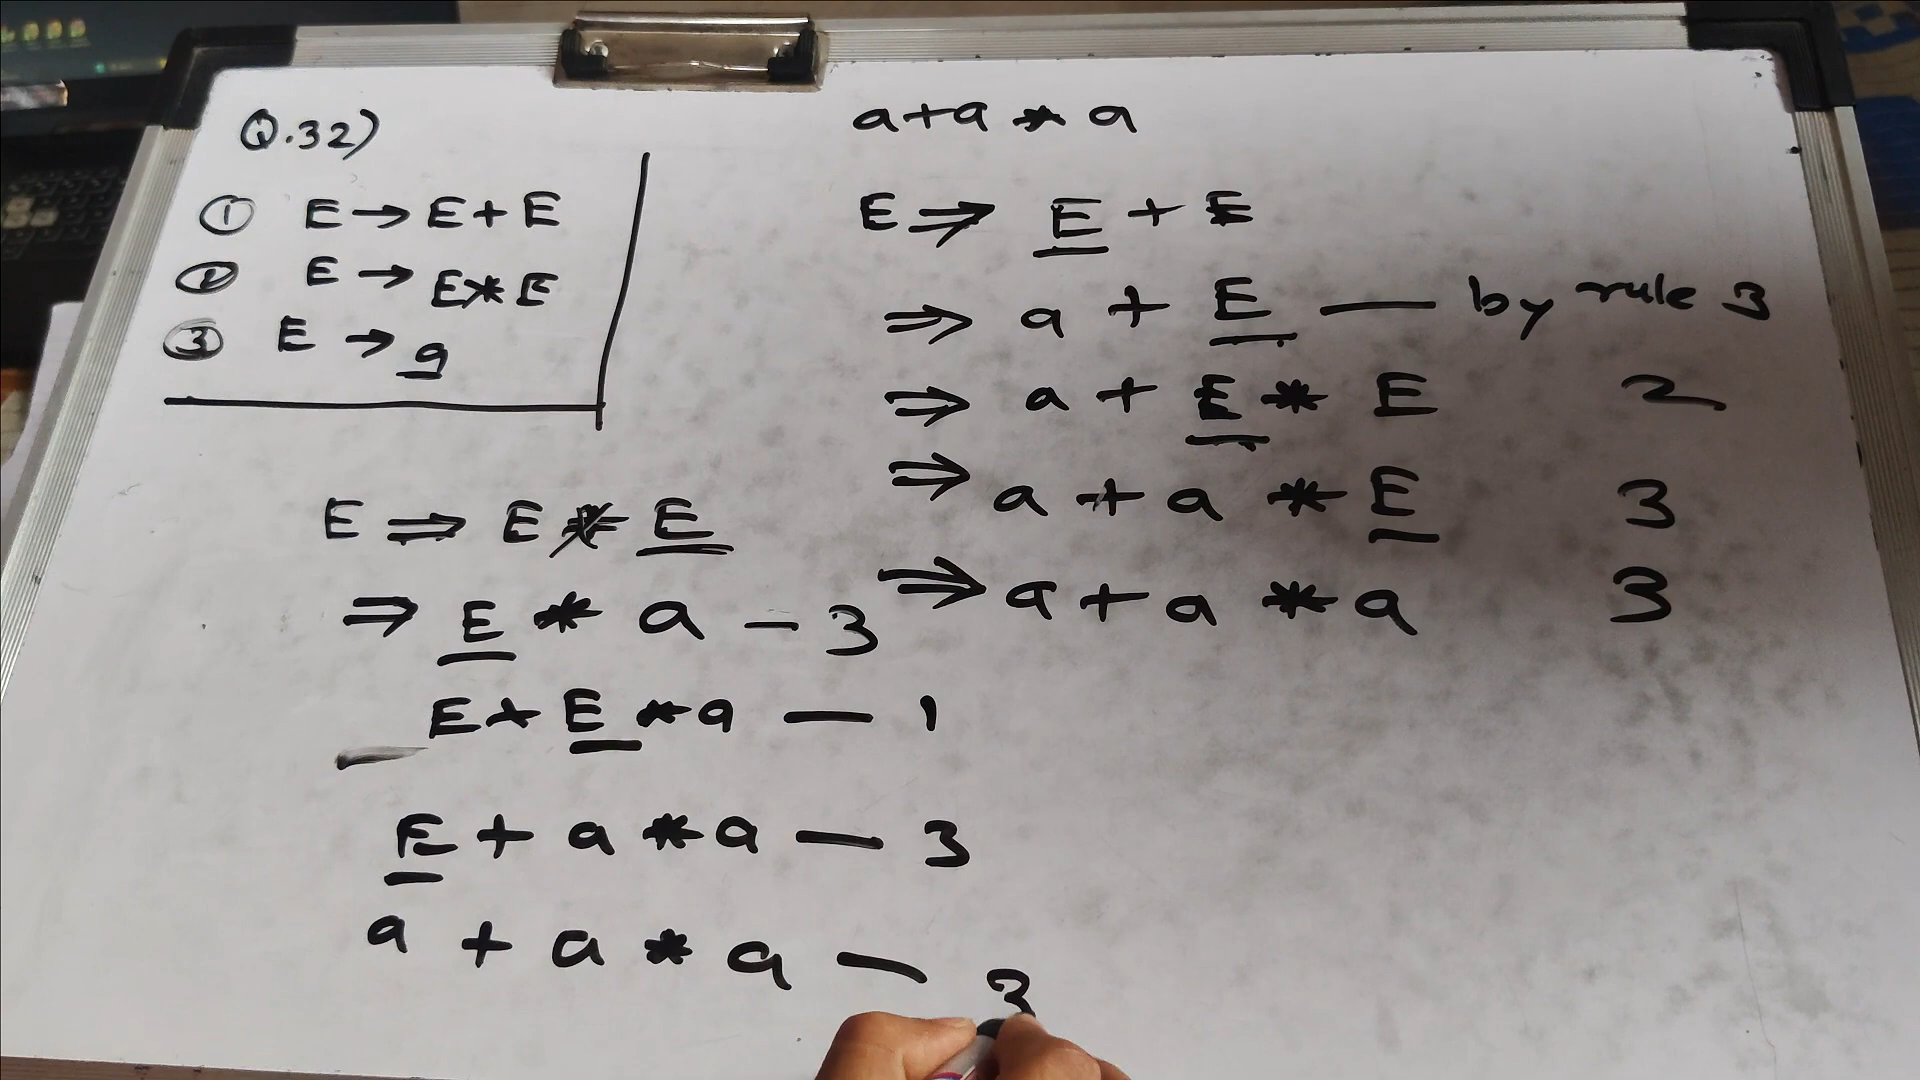 Q.32)
① E → E + E
② E → E * E
③ E → a
a + a * a
E ⇒ E + E
⇒ a + E — by rule 3
⇒ a + E * E 2
⇒ a + a * E 3
⇒ a + a * a 3
E ⇒ E * E
⇒ E * a - 3
E + E * a — 1
E + a * a — 3
a + a * a — 3